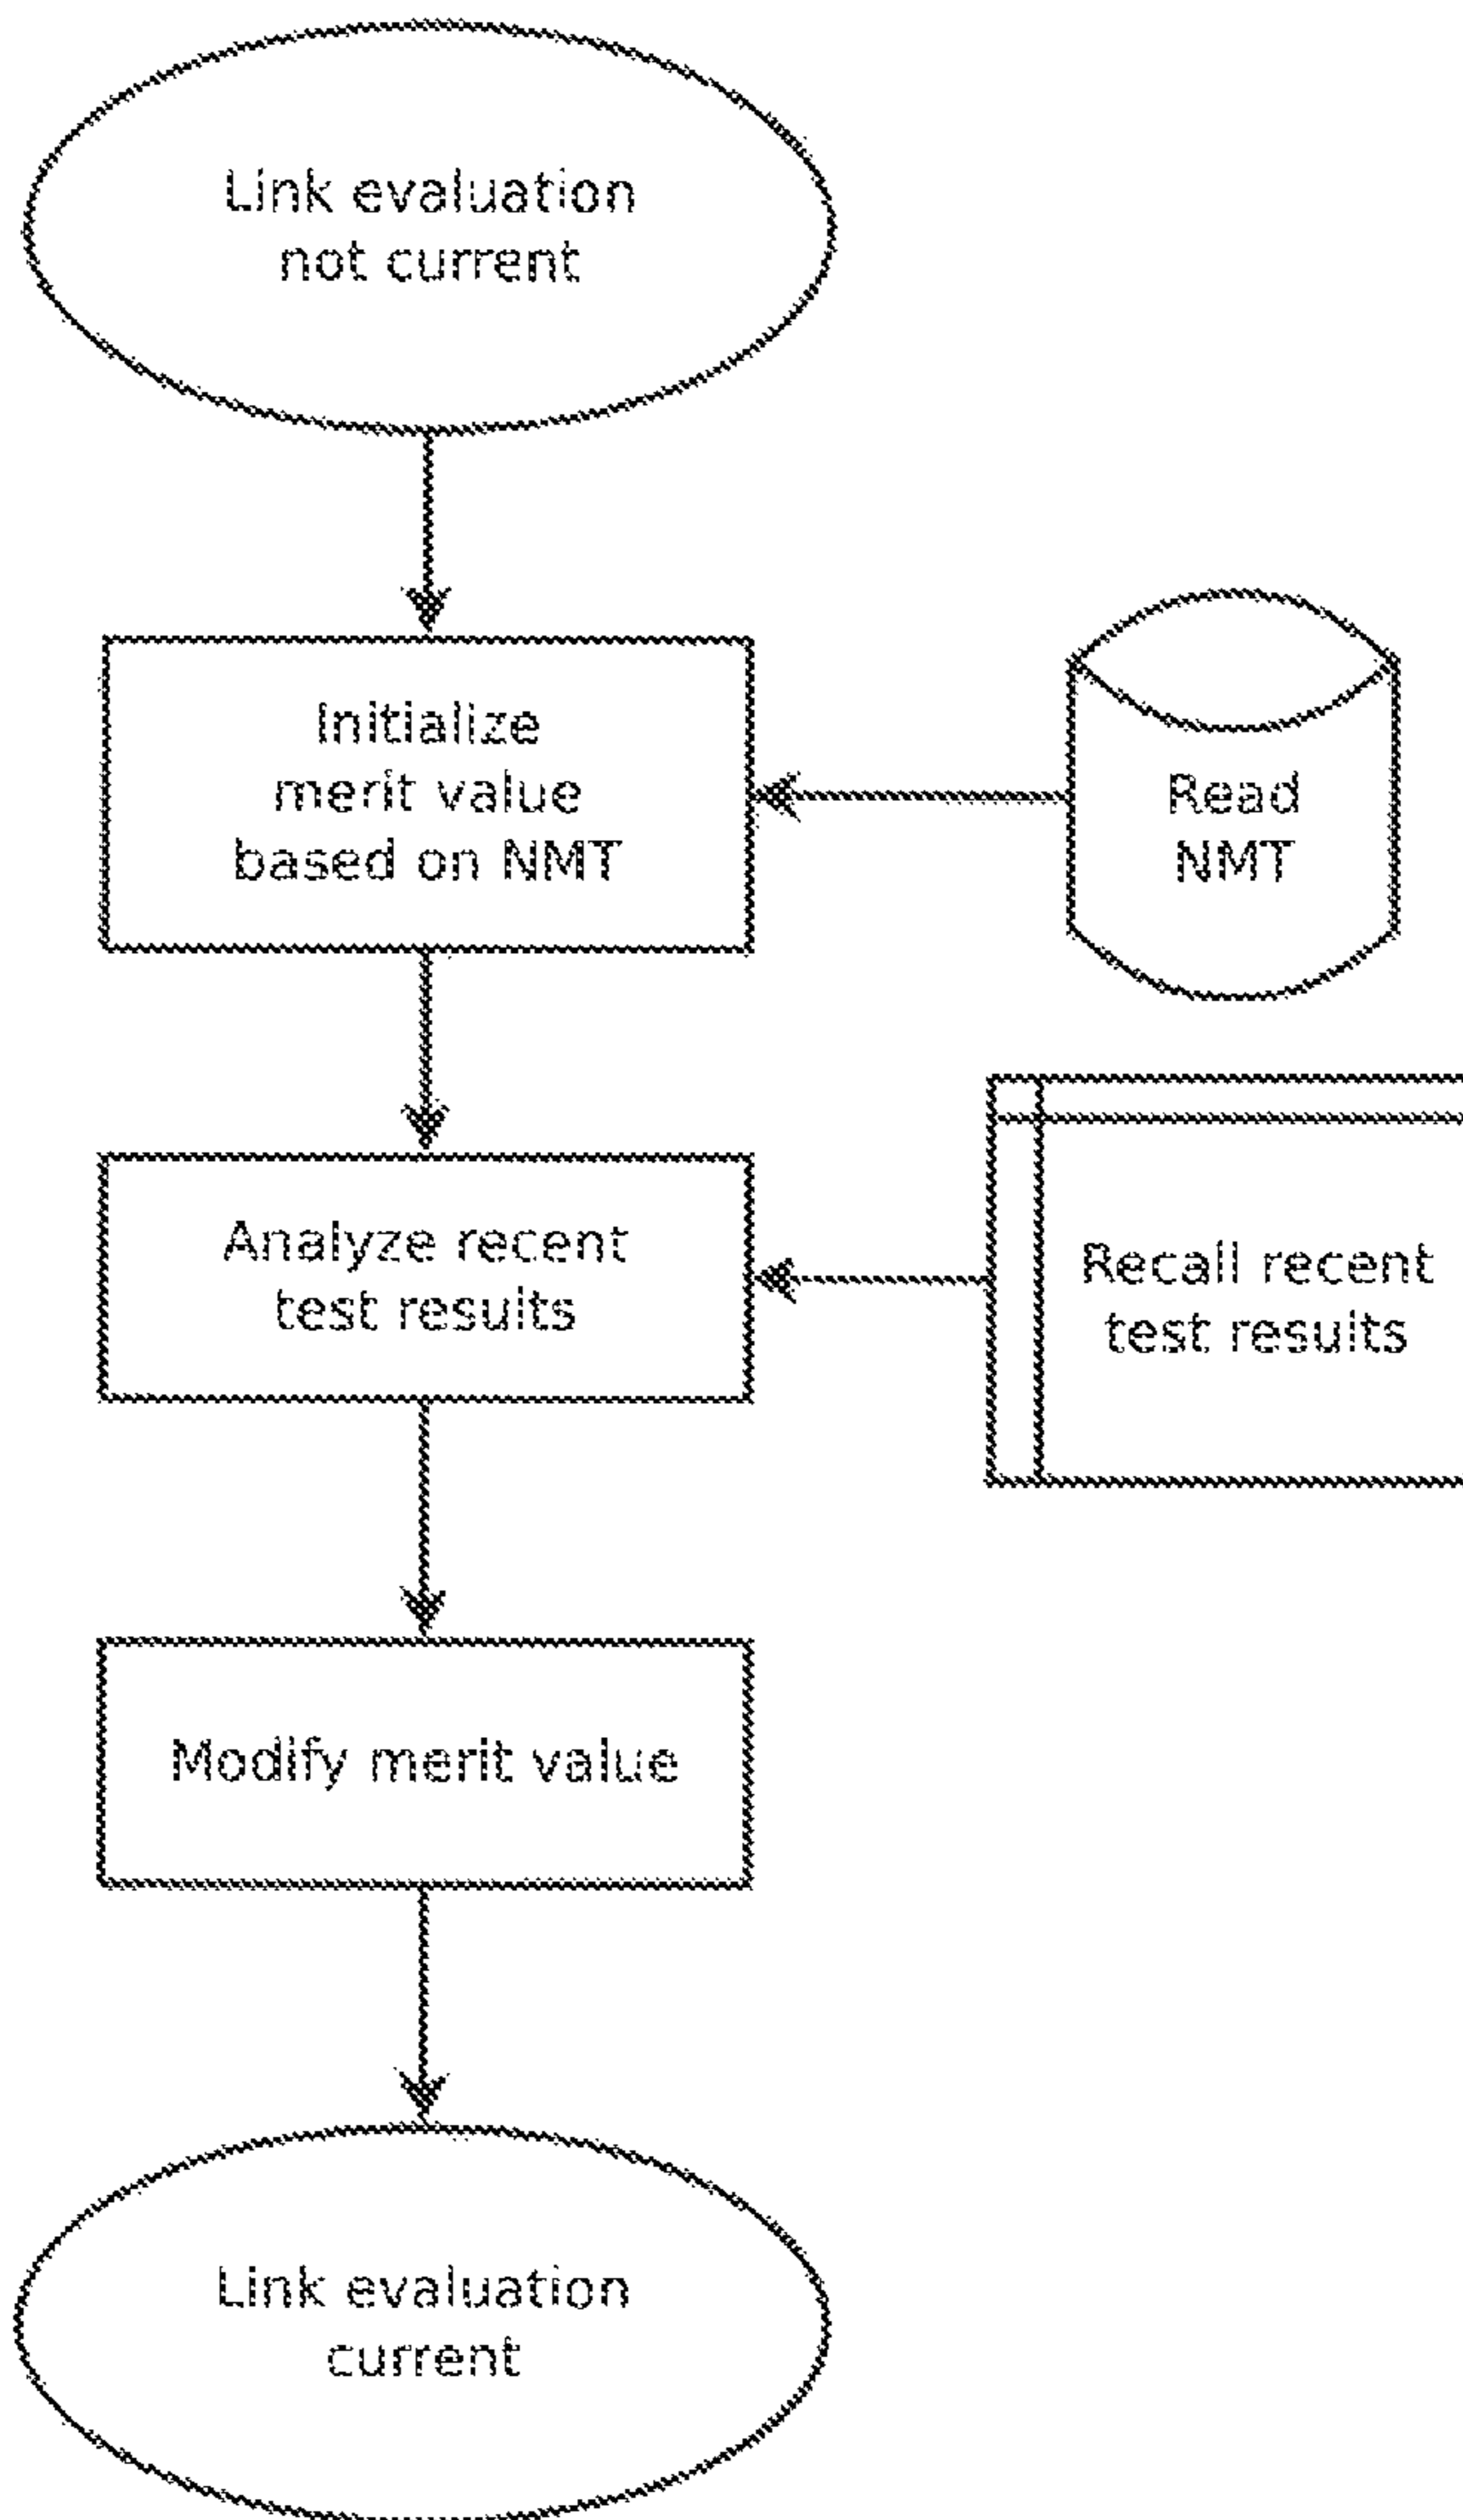 Link evaluation
not current
Initialize
merit value
based on NMT
Read
NMT
Analyze recent
test results
Recall recent
test results
Modify merit value
Link evaluation
current